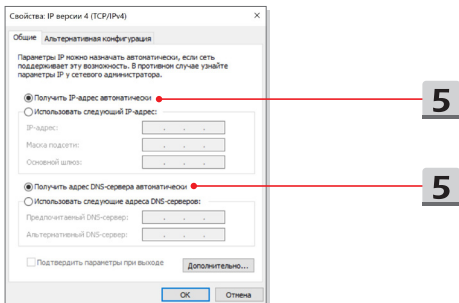 Свойства: IP версии 4 (TCP/IPv4)
Общие Альтернативная конфигурация
Параметры IP можно назначать автоматически, если сеть
поддерживает эту возможность. В противном случае узнайте
параметры IP у сетевого администратора.
Получить IP-адрес автоматически
5
Использовать следующий IP-адрес:
IP-адрес:
Маска подсети:
Основной шлюз:
Получить адрес DNS-сервера автоматически
5
Использовать следующие адреса DNS-серверов:
Предпочитаемый DNS-сервер:
Альтернативный DNS-сервер:
Подтвердить параметры при выходе
Дополнительно...
ОК Отмена